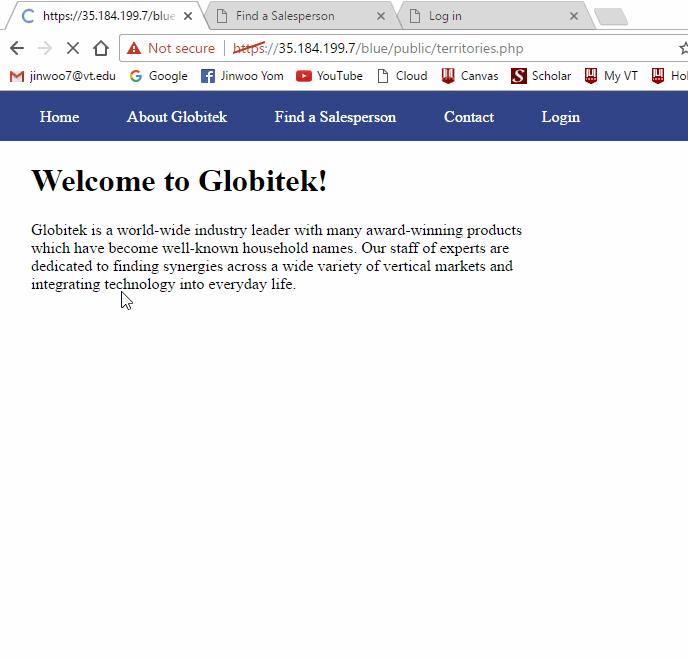 https://35.184.199.7/blue
Find a Salesperson
Log in
Not secure
https://35.184.199.7/blue/public/territories.php
jinwoo7@vt.edu
Google
Jinwoo Yom
YouTube
Cloud
Canvas
Scholar
My VT
Home
About Globitek
Find a Salesperson
Contact
Login
Welcome to Globitek!
Globitek is a world-wide industry leader with many award-winning products
which have become well-known household names. Our staff of experts are
dedicated to finding synergies across a wide variety of vertical markets and
integrating technology into everyday life.